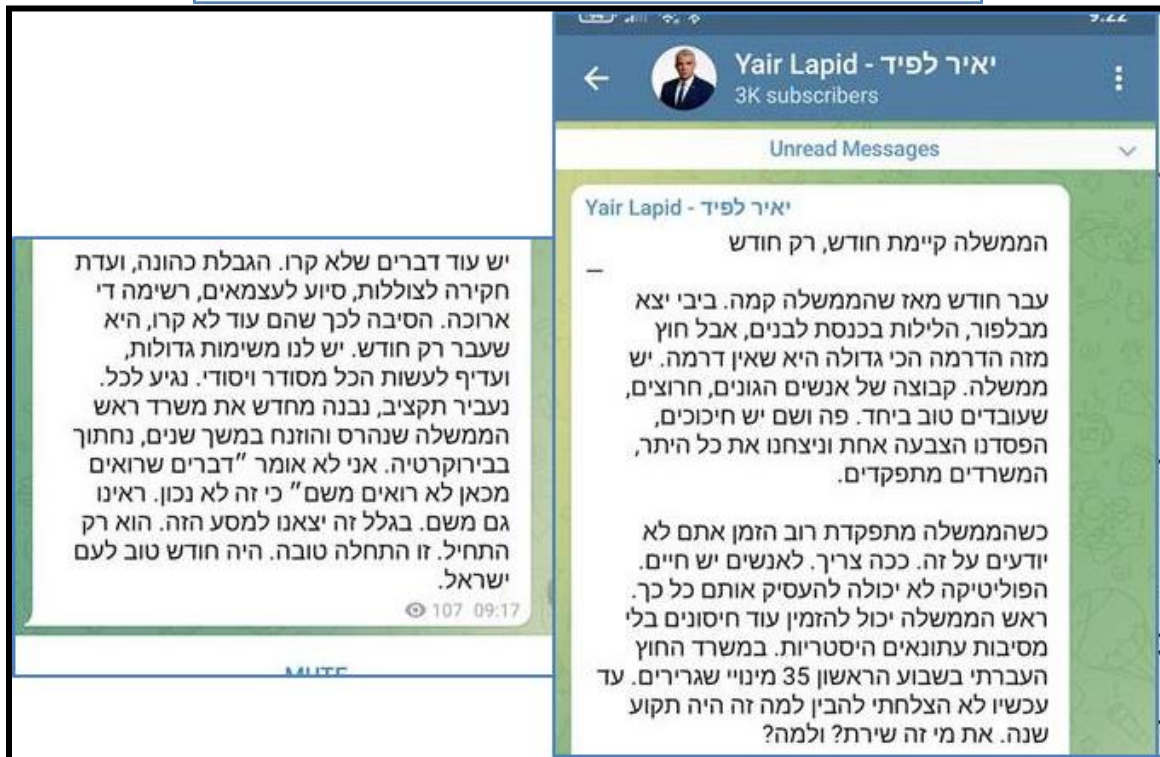 9:22
יאיר לפיד - Yair Lapid
3K subscribers
Unread Messages
יאיר לפיד - Yair Lapid
הממשלה קיימת חודש, רק חודש
–
עבר חודש מאז שהממשלה קמה. ביבי יצא
מבלפור, הלילות בכנסת לבנים, אבל חוץ
מזה הדרמה הכי גדולה היא שאין דרמה. יש
ממשלה. קבוצה של אנשים הגונים, חרוצים,
שעובדים טוב ביחד. פה ושם יש חיכוכים,
הפסדנו הצבעה אחת וניצחנו את כל היתר,
המשרדים מתפקדים.
כשהממשלה מתפקדת רוב הזמן אתם לא
יודעים על זה. ככה צריך. לאנשים יש חיים.
הפוליטיקה לא יכולה להעסיק אותם כל כך.
ראש הממשלה יכול להזמין עוד חיסונים בלי
מסיבות עתונאים היסטריות. במשרד החוץ
העברתי בשבוע הראשון 35 מינויי שגרירים. עד
עכשיו לא הצלחתי להבין למה זה היה תקוע
שנה. את מי זה שירת? ולמה?
יש עוד דברים שלא קרו. הגבלת כהונה, ועדת
חקירה לצוללות, סיוע לעצמאים, רשימה די
ארוכה. הסיבה לכך שהם עוד לא קרו, היא
שעבר רק חודש. יש לנו משימות גדולות,
ועדיף לעשות הכל מסודר ויסודי. נגיע לכל.
נעביר תקציב, נבנה מחדש את משרד ראש
הממשלה שנהרס והוזנח במשך שנים, נחתוך
בבירוקרטיה. אני לא אומר "דברים שרואים
מכאן לא רואים משם" כי זה לא נכון. ראינו
גם משם. בגלל זה יצאנו למסע הזה. הוא רק
התחיל. זו התחלה טובה. היה חודש טוב לעם
ישראל.
107 09:17
MUTE